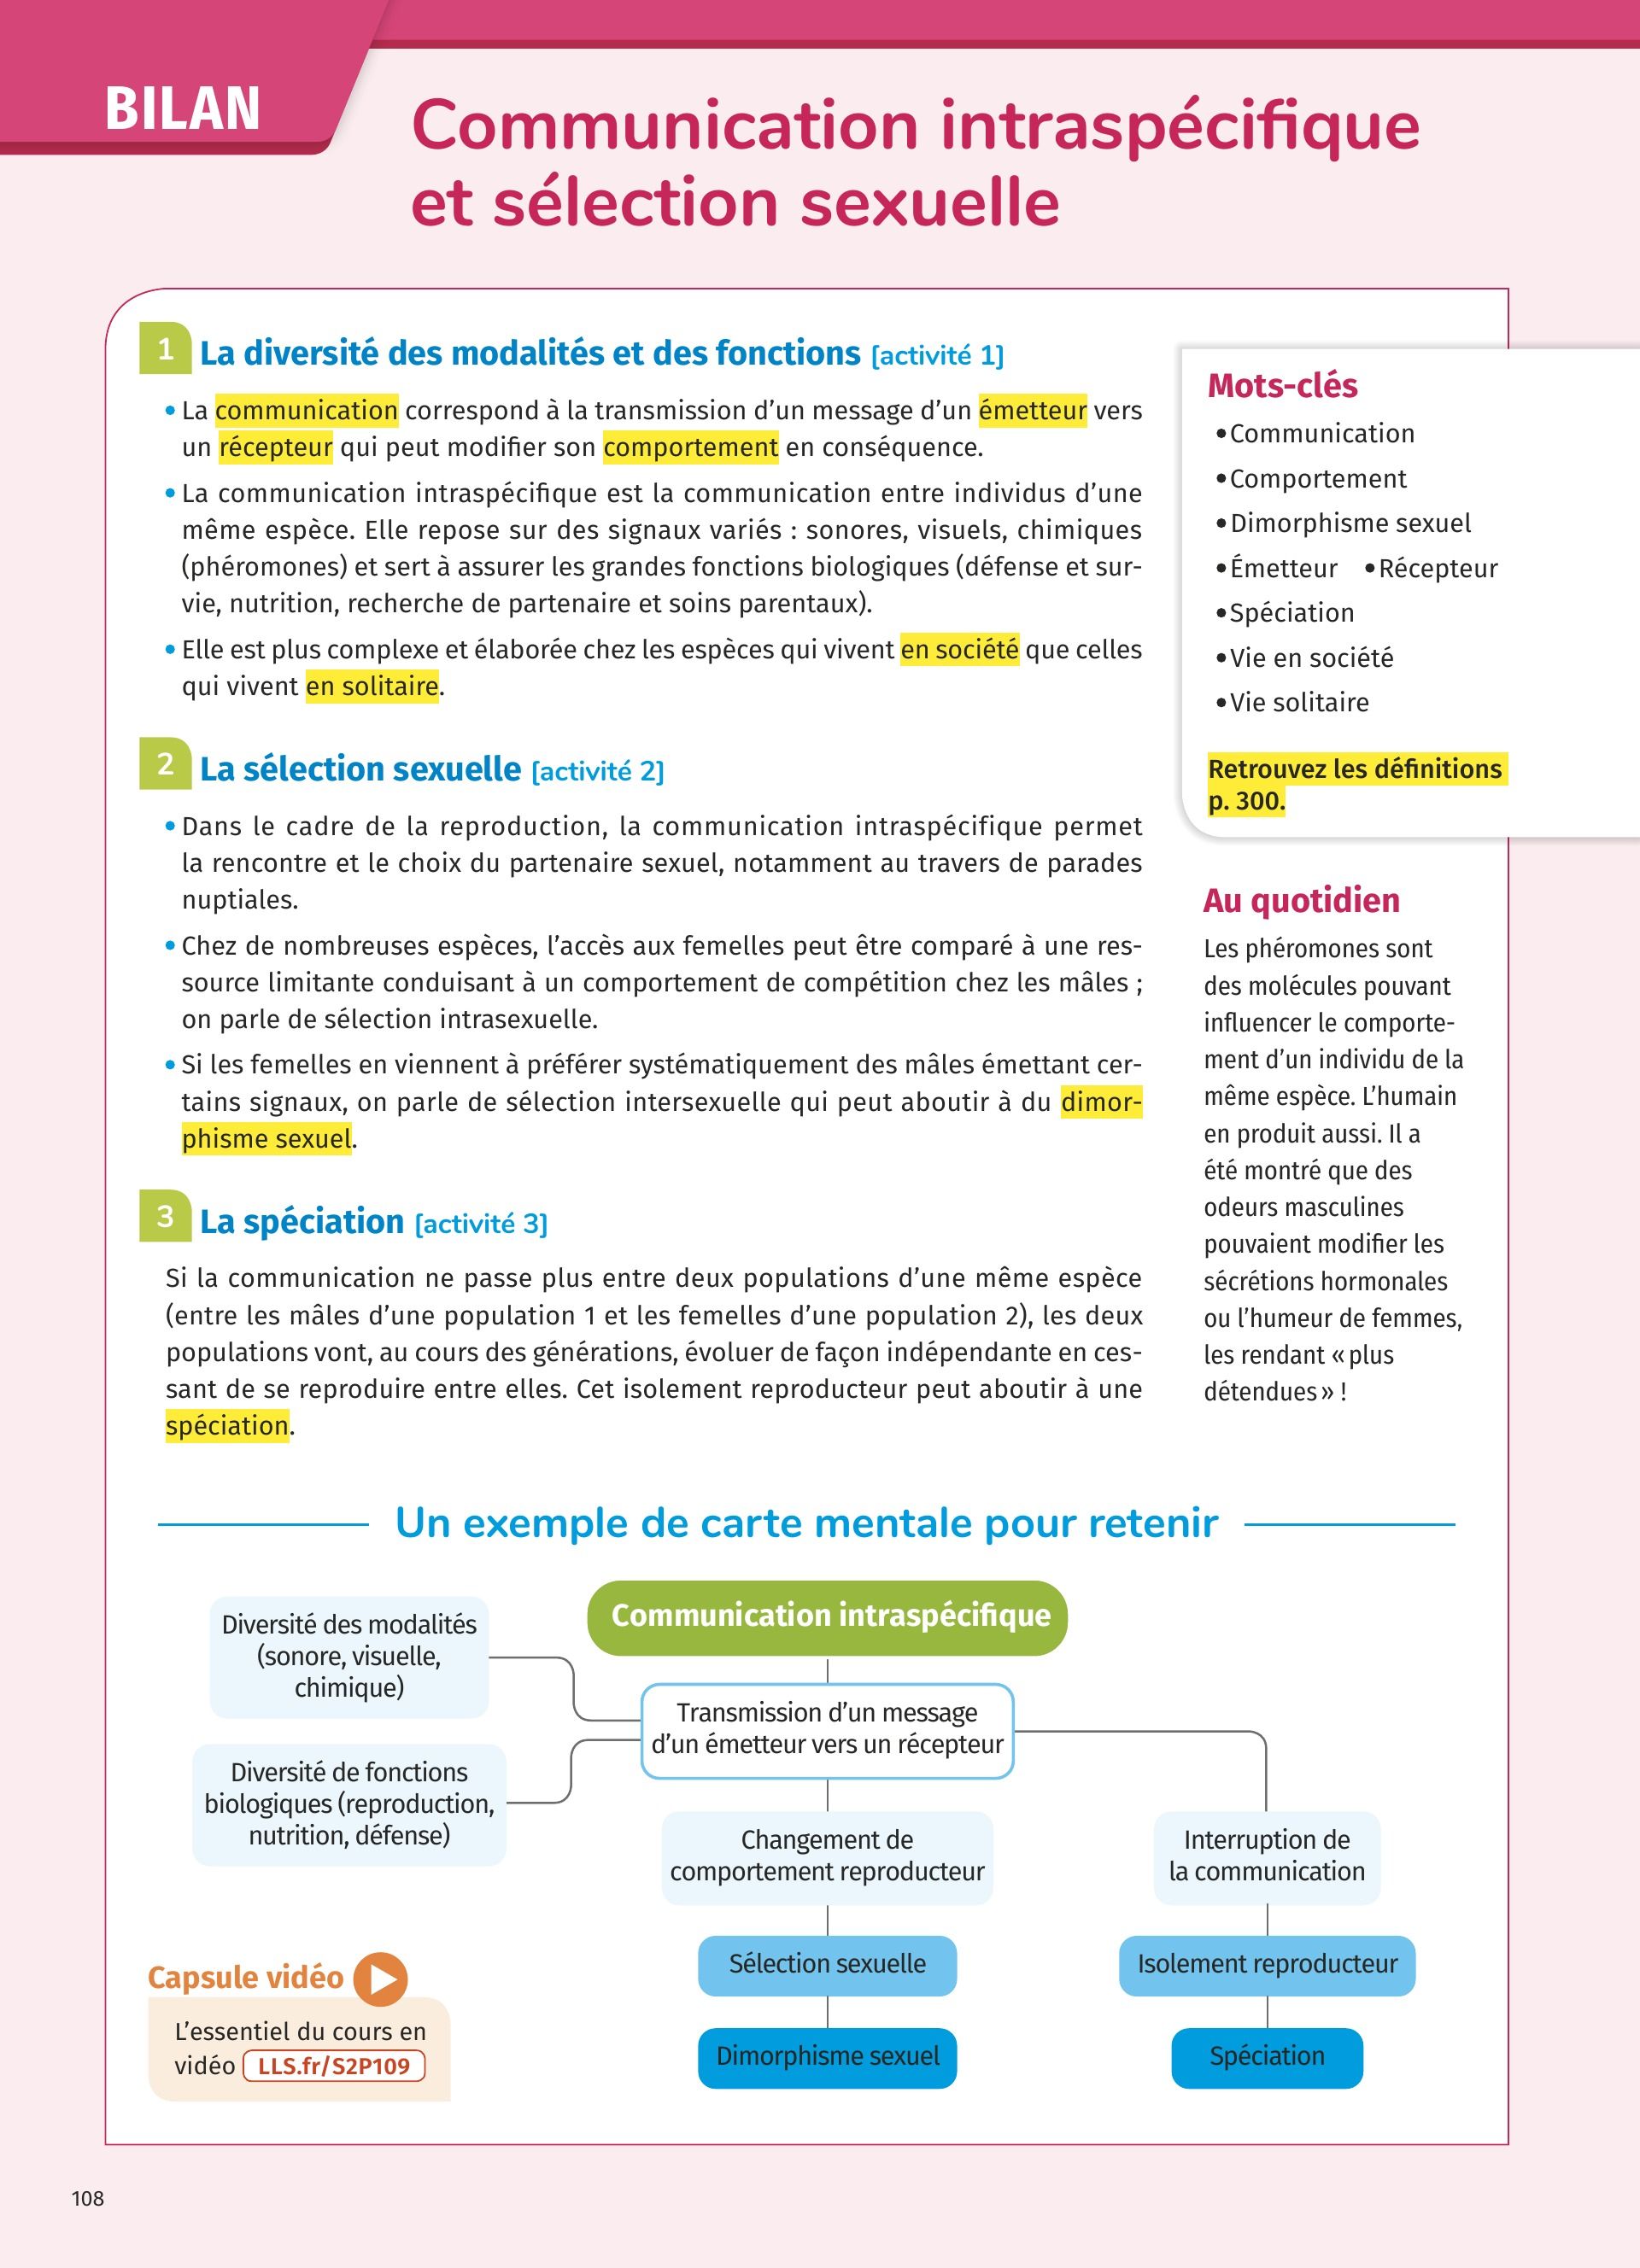 BILAN
Communication intraspécifique
et sélection sexuelle
1 La diversité des modalités et des fonctions [activité 1]
• La communication correspond à la transmission d’un message d’un émetteur vers
un récepteur qui peut modifier son comportement en conséquence.
• La communication intraspécifique est la communication entre individus d’une
même espèce. Elle repose sur des signaux variés : sonores, visuels, chimiques
(phéromones) et sert à assurer les grandes fonctions biologiques (défense et sur-
vie, nutrition, recherche de partenaire et soins parentaux).
• Elle est plus complexe et élaborée chez les espèces qui vivent en société que celles
qui vivent en solitaire.
2 La sélection sexuelle [activité 2]
• Dans le cadre de la reproduction, la communication intraspécifique permet
la rencontre et le choix du partenaire sexuel, notamment au travers de parades
nuptiales.
• Chez de nombreuses espèces, l’accès aux femelles peut être comparé à une res-
source limitante conduisant à un comportement de compétition chez les mâles ;
on parle de sélection intrasexuelle.
• Si les femelles en viennent à préférer systématiquement des mâles émettant cer-
tains signaux, on parle de sélection intersexuelle qui peut aboutir à du dimor-
phisme sexuel.
3 La spéciation [activité 3]
Si la communication ne passe plus entre deux populations d’une même espèce
(entre les mâles d’une population 1 et les femelles d’une population 2), les deux
populations vont, au cours des générations, évoluer de façon indépendante en ces-
sant de se reproduire entre elles. Cet isolement reproducteur peut aboutir à une
spéciation.
Mots-clés
• Communication
• Comportement
• Dimorphisme sexuel
• Émetteur • Récepteur
• Spéciation
• Vie en société
• Vie solitaire
Retrouvez les définitions
p. 300.
Au quotidien
Les phéromones sont
des molécules pouvant
influencer le comporte-
ment d’un individu de la
même espèce. L’humain
en produit aussi. Il a
été montré que des
odeurs masculines
pouvaient modifier les
sécrétions hormonales
ou l’humeur de femmes,
les rendant « plus
détendues » !
Un exemple de carte mentale pour retenir
Communication intraspécifique
Diversité des modalités
(sonore, visuelle,
chimique)
Transmission d’un message
d’un émetteur vers un récepteur
Diversité de fonctions
biologiques (reproduction,
nutrition, défense)
Changement de
comportement reproducteur
Interruption de
la communication
Sélection sexuelle
Isolement reproducteur
Dimorphisme sexuel
Spéciation
Capsule vidéo
L’essentiel du cours en
vidéo LLS.fr/S2P109
108